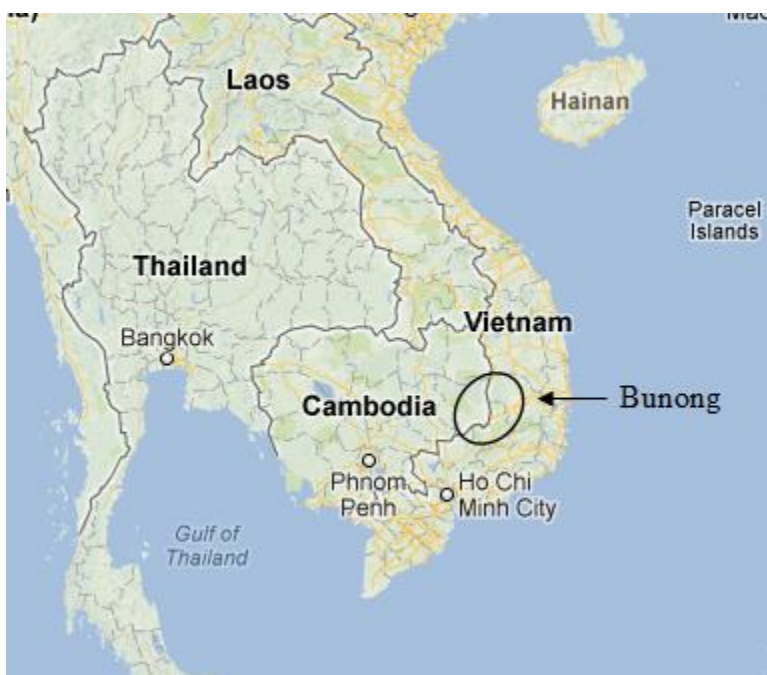 Laos
Hainan
Paracel
Islands
Thailand
Vietnam
Bangkok
Cambodia
Bunong
Phnom
Penh
Ho Chi
Minh City
Gulf of
Thailand